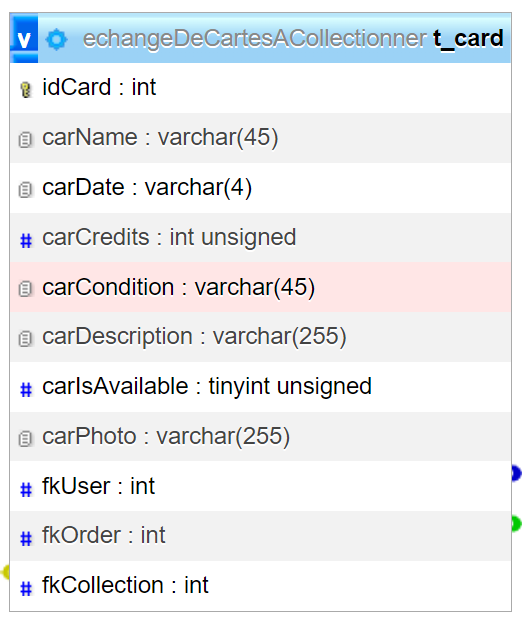 v echangeDeCartesACollectionner t_card
idCard : int
carName : varchar(45)
carDate : varchar(4)
# carCredits : int unsigned
carCondition : varchar(45)
carDescription : varchar(255)
# carIsAvailable : tinyint unsigned
carPhoto : varchar(255)
# fkUser : int
# fkOrder : int
# fkCollection : int